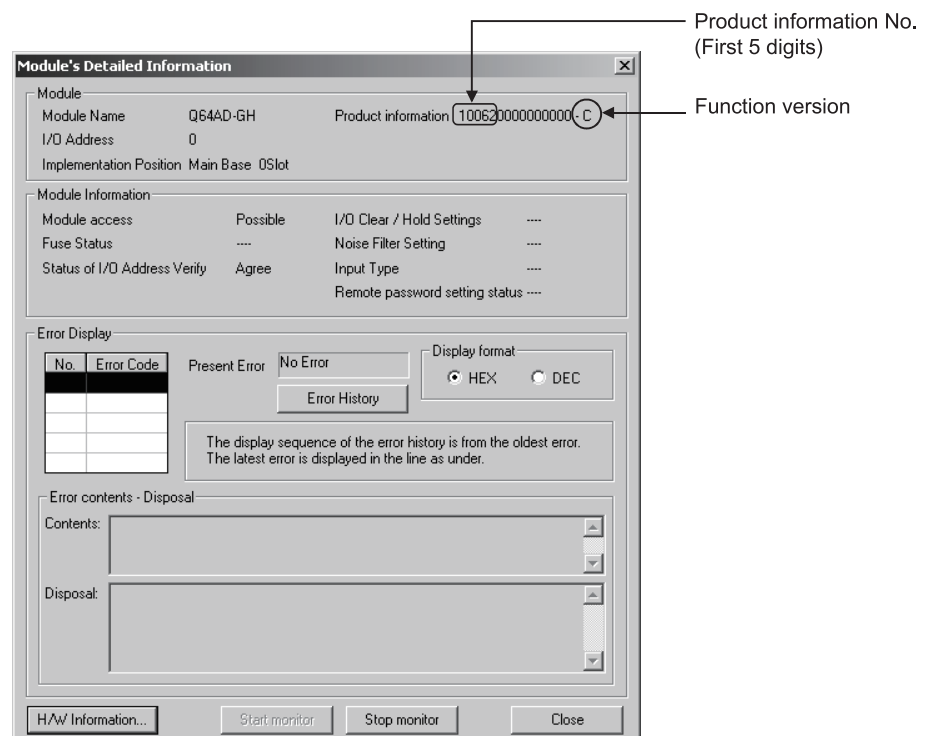 Product information No.
(First 5 digits)
Module's Detailed Information
Module
Module Name Q64AD-GH Product information 100620000000000 - C
Function version
I/O Address 0
Implementation Position Main Base 0Slot
Module Information
Module access Possible I/O Clear / Hold Settings ----
Fuse Status ---- Noise Filter Setting ----
Status of I/O Address Verify Agree Input Type ----
Remote password setting status ----
Error Display
No. Error Code Present Error No Error Display format
HEX DEC
Error History
The display sequence of the error history is from the oldest error.
The latest error is displayed in the line as under.
Error contents - Disposal
Contents:
Disposal:
H/W Information... Start monitor Stop monitor Close